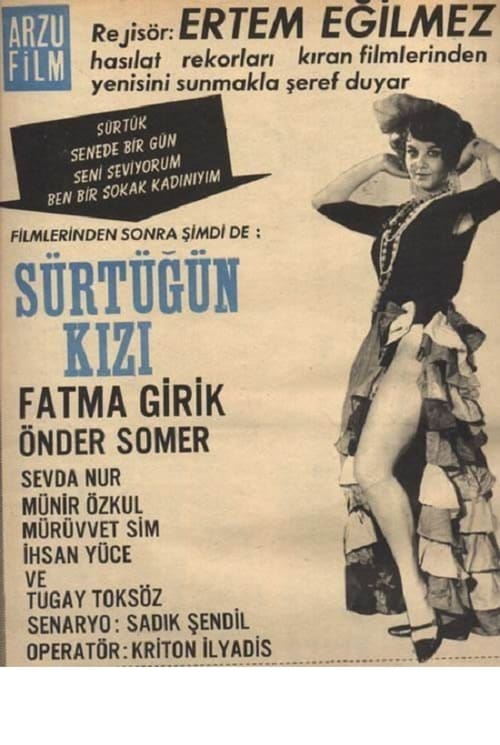 ARZU
FİLM
Rejisör: ERTEM EĞİLMEZ
hasılat rekorları kıran filmlerinden
yenisini sunmakla şeref duyar
SÜRTÜK
SENEDE BİR GÜN
SENİ SEVİYORUM
BEN BİR SOKAK KADINIYIM
FİLMLERİNDEN SONRA ŞİMDİ DE :
SÜRTÜĞÜN
KIZI
FATMA GİRİK
ÖNDER SOMER
SEVDA NUR
MÜNİR ÖZKUL
MÜRÜVVET SİM
İHSAN YÜCE
VE
TUGAY TOKSÖZ
SENARYO: SADIK ŞENDİL
OPERATÖR: KRİTON İLYADİS